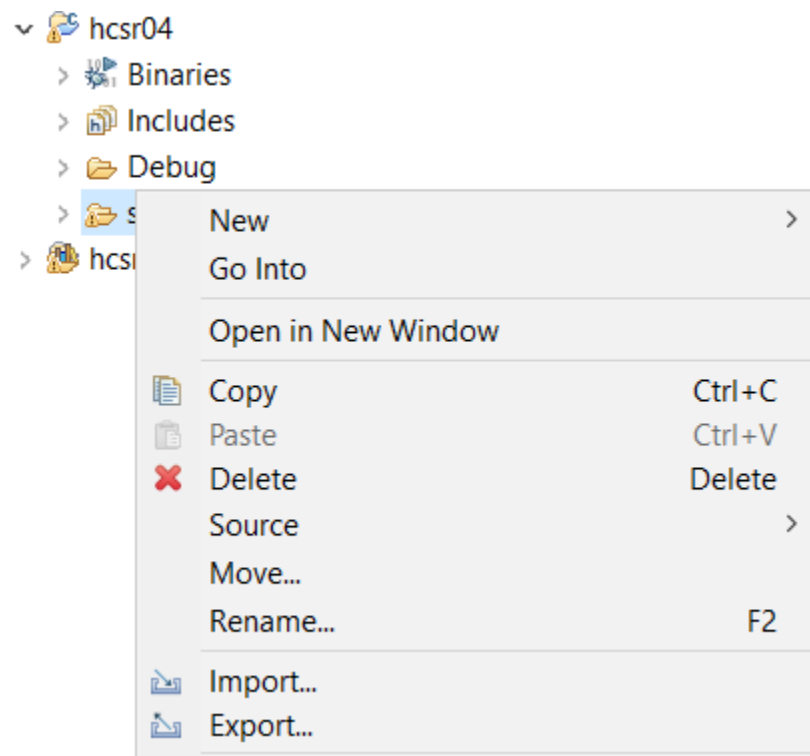 hcsr04
Binaries
Includes
Debug
s
hcsr
New
Go Into
Open in New Window
Copy Ctrl+C
Paste Ctrl+V
Delete Delete
Source
Move...
Rename... F2
Import...
Export...